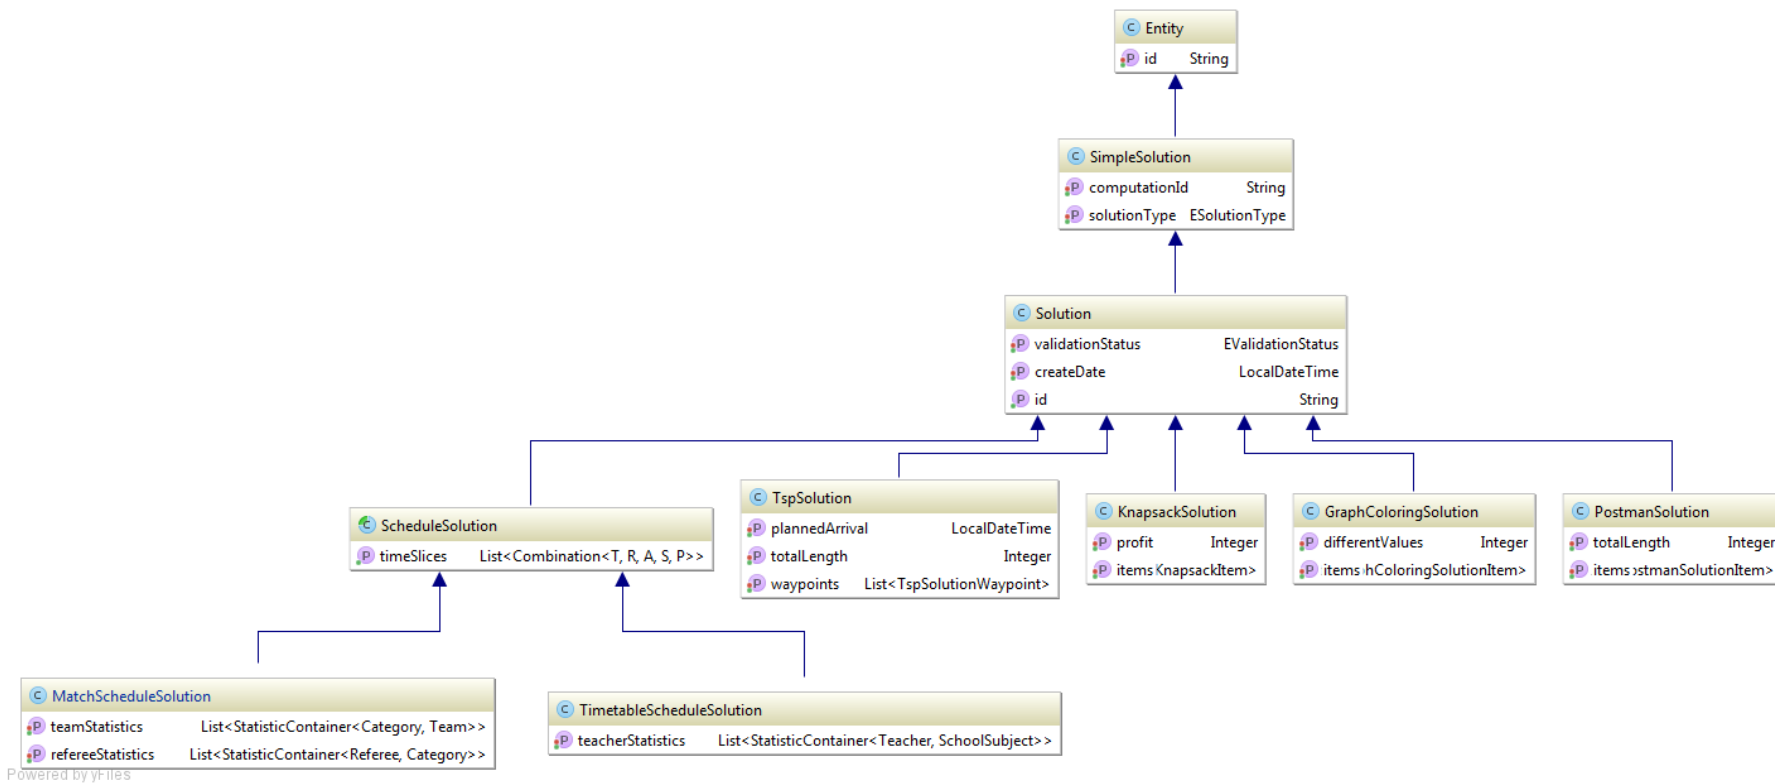 C Entity
P id String
C SimpleSolution
P computationId String
P solutionType ESolutionType
C Solution
P validationStatus EValidationStatus
P createDate LocalDateTime
P id String
C ScheduleSolution
P timeSlices List<Combination<T, R, A, S, P>>
C TspSolution
P plannedArrival LocalDateTime
P totalLength Integer
P waypoints List<TspSolutionWaypoint>
C KnapsackSolution
P profit Integer
P items KnapsackItem>
C GraphColoringSolution
P differentValues Integer
P items hColoringSolutionItem>
C PostmanSolution
P totalLength Integer
P items ostmanSolutionItem>
C MatchScheduleSolution
P teamStatistics List<StatisticContainer<Category, Team>>
P refereeStatistics List<StatisticContainer<Referee, Category>>
C TimetableScheduleSolution
P teacherStatistics List<StatisticContainer<Teacher, SchoolSubject>>
Powered by yFiles